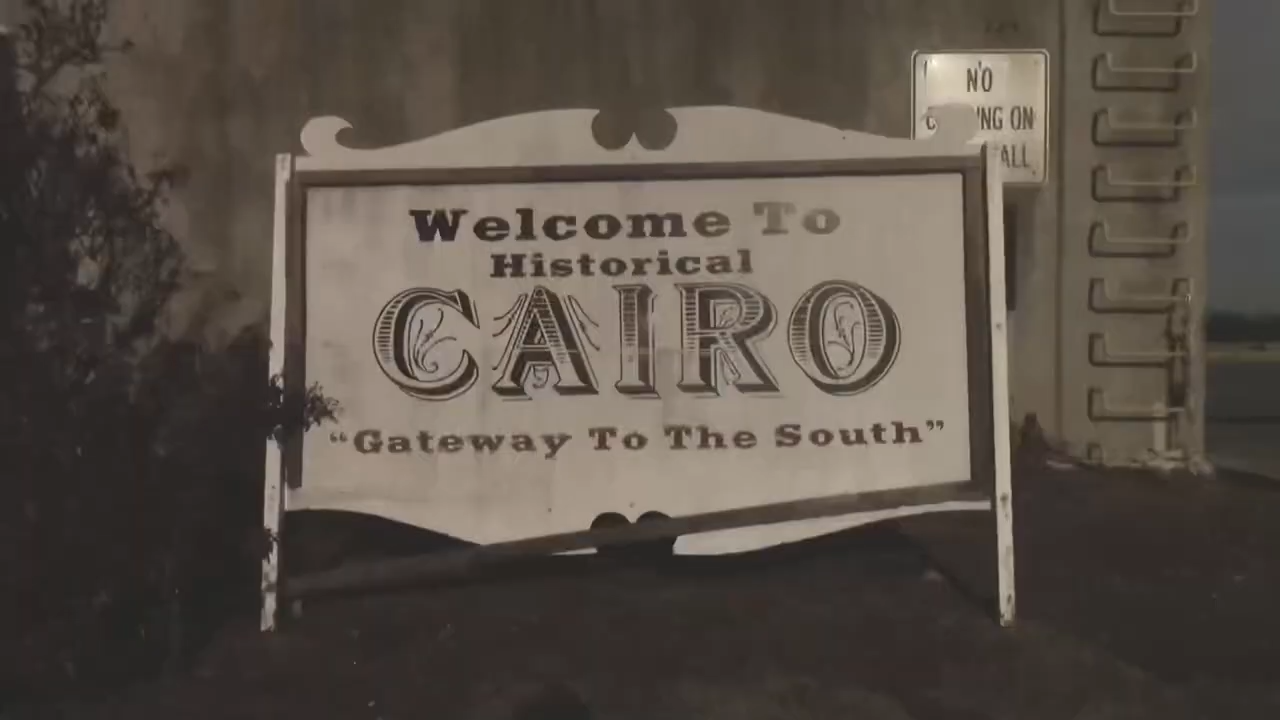 Welcome To
Historical
CAIRO
"Gateway To The South"
NO
ON